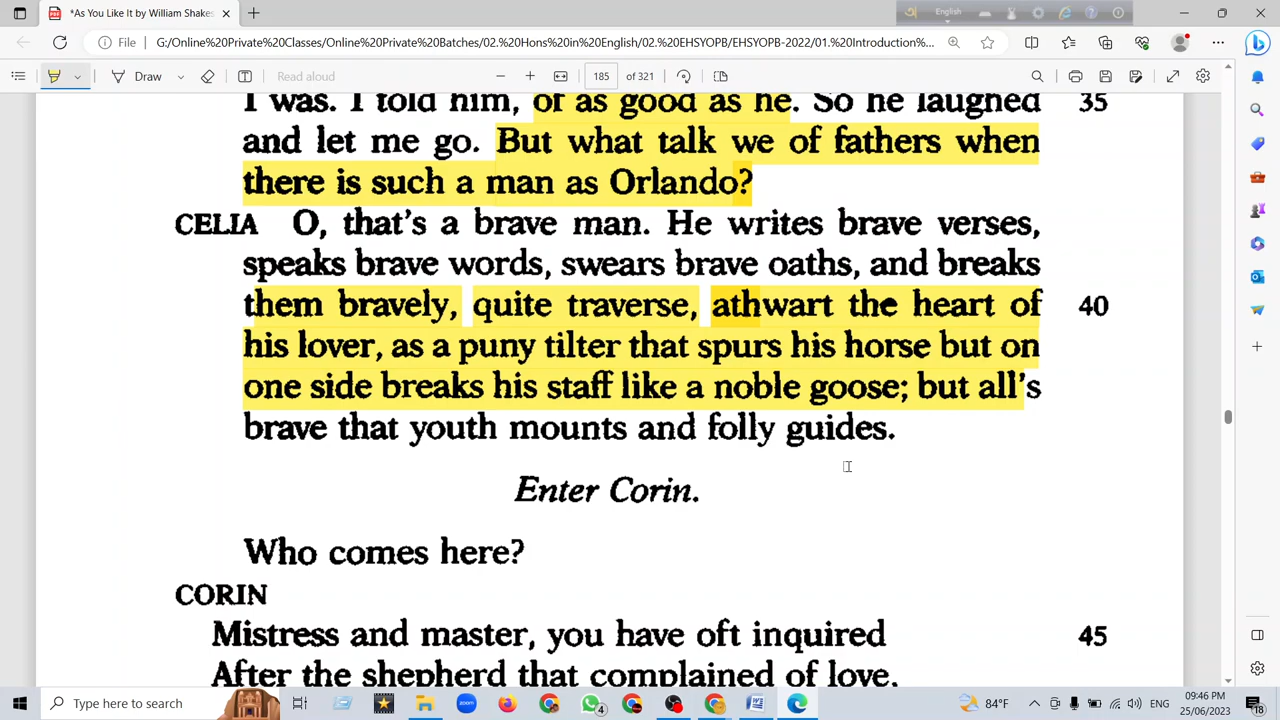 *As You Like It by William Shakes
English
File
G:/Online%20Private%20Classes/Online%20Private%20Batches/02.%20Hons%20in%20English/02.%20EHSYOPB/EHSYOPB-2022/01.%20Introduction%...
Draw
Read aloud
185 of 321
I was. I told him, of as good as he. So he laughed 35
and let me go. But what talk we of fathers when
there is such a man as Orlando?
CELIA O, that's a brave man. He writes brave verses,
speaks brave words, swears brave oaths, and breaks
them bravely, quite traverse, athwart the heart of 40
his lover, as a puny tilter that spurs his horse but on
one side breaks his staff like a noble goose; but all's
brave that youth mounts and folly guides.
Enter Corin.
Who comes here?
CORIN
Mistress and master, you have oft inquired 45
After the shepherd that complained of love,
Type here to search
4
84°F
ENG
09:46 PM
25/06/2023
18